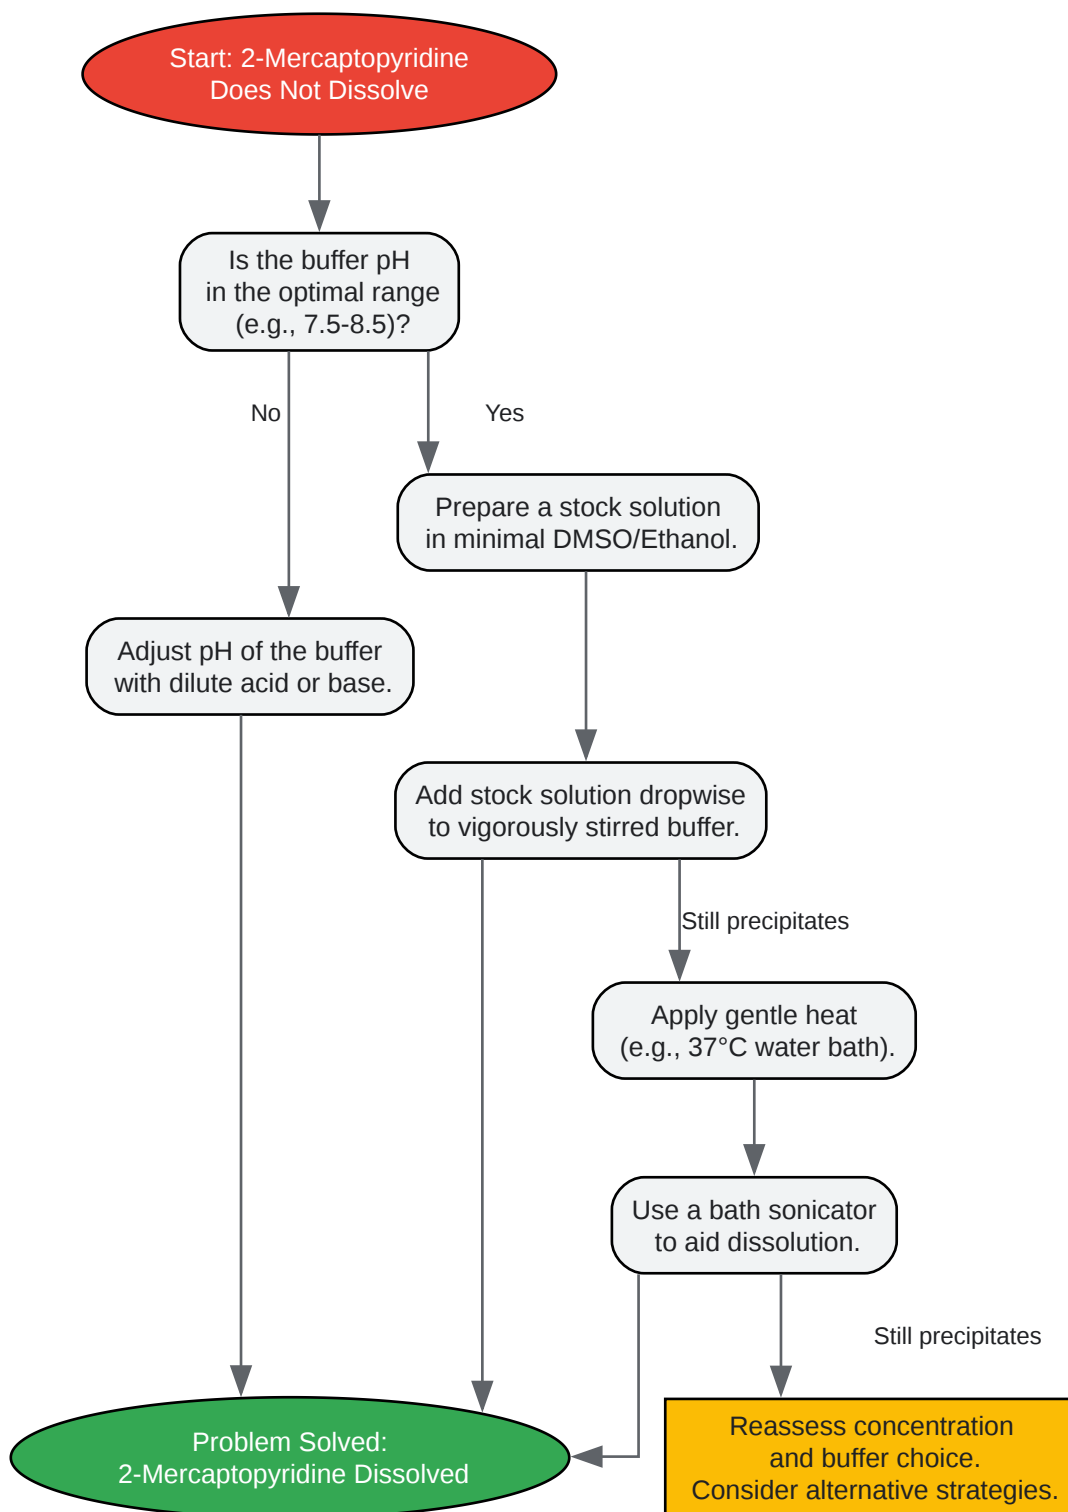 Start: 2-Mercaptopyridine
Does Not Dissolve
Is the buffer pH
in the optimal range
(e.g., 7.5-8.5)?
No
Yes
Prepare a stock solution
in minimal DMSO/Ethanol.
Adjust pH of the buffer
with dilute acid or base.
Add stock solution dropwise
to vigorously stirred buffer.
Still precipitates
Apply gentle heat
(e.g., 37°C water bath).
Use a bath sonicator
to aid dissolution.
Still precipitates
Problem Solved:
2-Mercaptopyridine Dissolved
Reassess concentration
and buffer choice.
Consider alternative strategies.